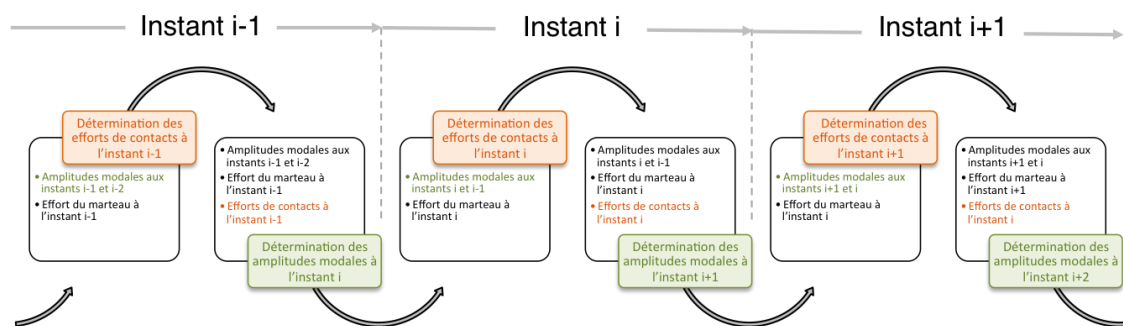 Instant i-1
Instant i
Instant i+1
Détermination des
efforts de contacts à
l'instant i-1
• Amplitudes modales aux
instants i-1 et i-2
• Effort du marteau à
l'instant i-1
• Amplitudes modales aux
instants i-1 et i-2
• Effort du marteau à
l'instant i-1
• Efforts de contacts à
l'instant i-1
Détermination des
amplitudes modales à
l'instant i
Détermination des
efforts de contacts à
l'instant i
• Amplitudes modales aux
instants i et i-1
• Effort du marteau à
l'instant i
• Amplitudes modales aux
instants i et i-1
• Effort du marteau à
l'instant i
• Efforts de contacts à
l'instant i
Détermination des
amplitudes modales à
l'instant i+1
Détermination des
efforts de contacts à
l'instant i+1
• Amplitudes modales aux
instants i+1 et i
• Effort du marteau à
l'instant i
• Amplitudes modales aux
instants i+1 et i
• Effort du marteau à
l'instant i+1
• Efforts de contacts à
l'instant i
Détermination des
amplitudes modales à
l'instant i+2